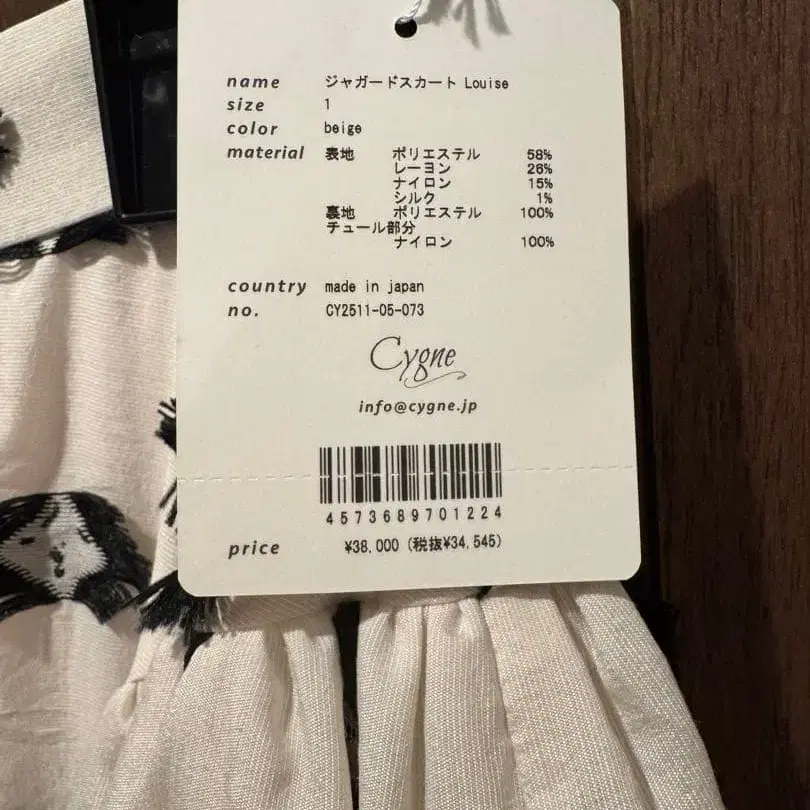 name ジャガードスカート Louise
size 1
color beige
material 表地 ポリエステル 58%
レーヨン 26%
ナイロン 15%
シルク 1%
裏地 ポリエステル 100%
チュール部分
ナイロン 100%
country made in japan
no. CY2511-05-073
Cygne
info@cygne.jp
4573689701224
price ¥38,000 (税抜¥34,545)